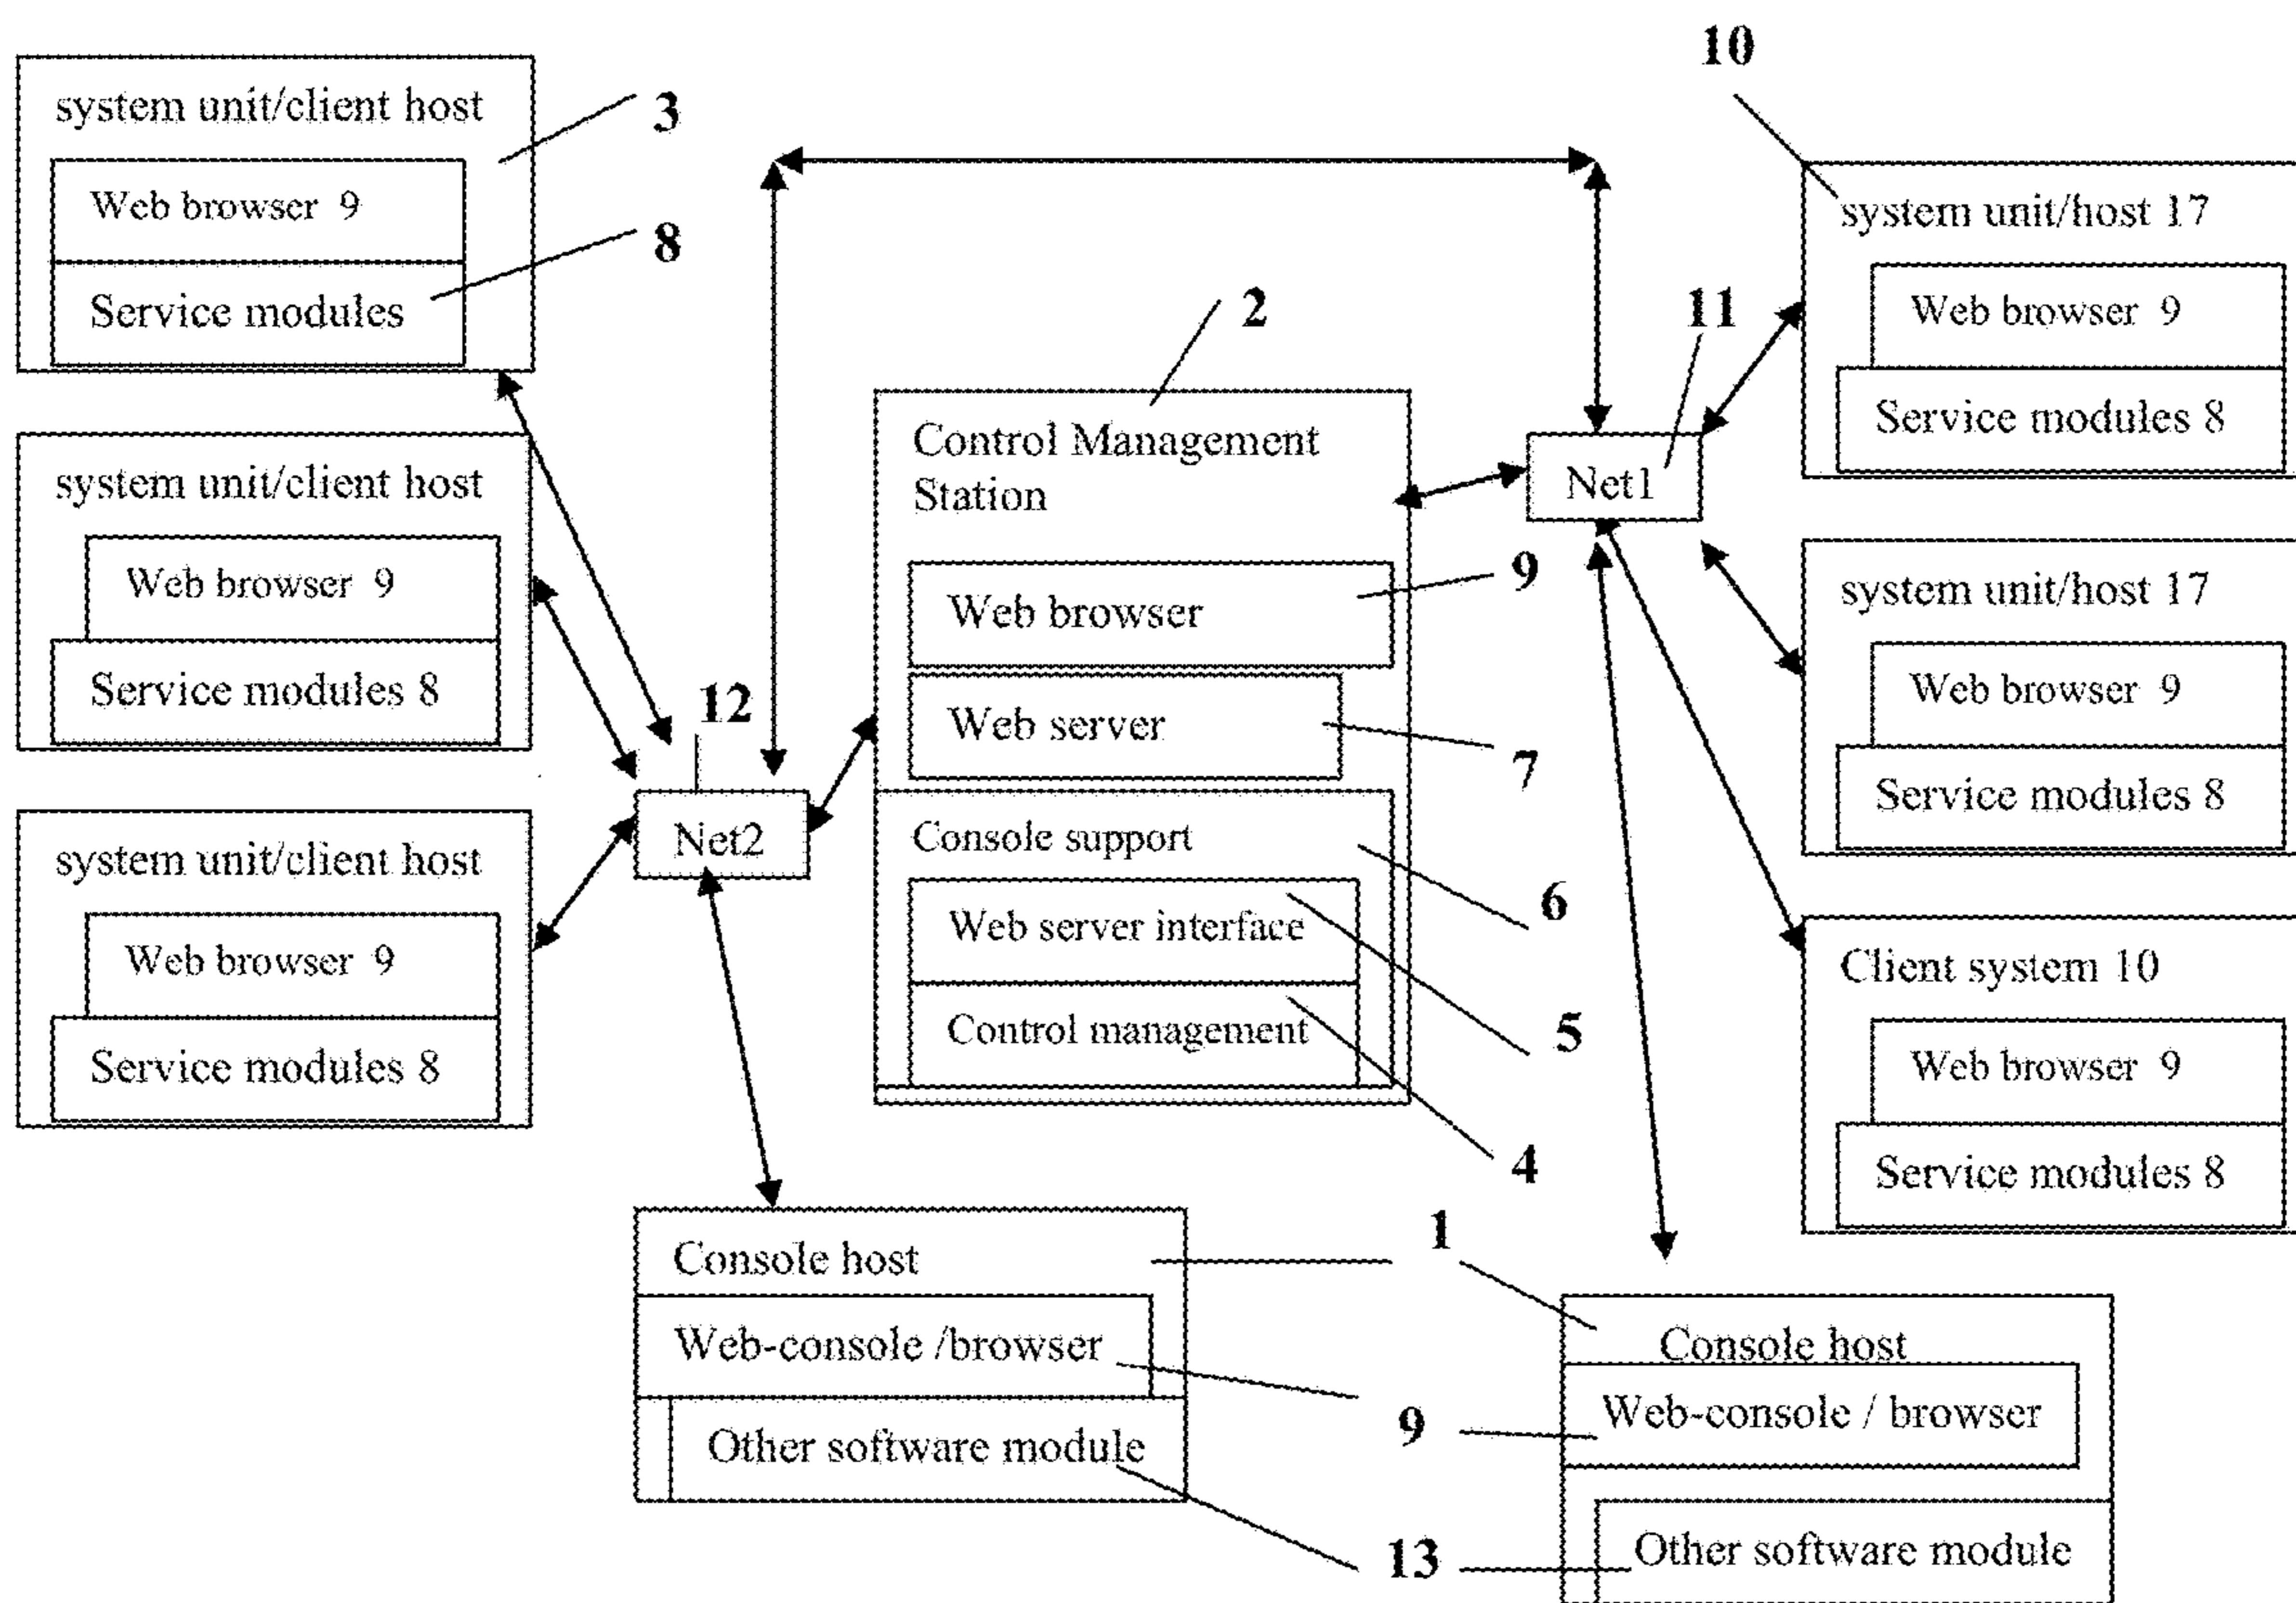 10
system unit/client host
3
Web browser 9
8
Service modules
system unit/host 17
Web browser 9
Service modules 8
11
2
Control Management
Station
Net1
system unit/client host
Web browser 9
Service modules 8
9
Web browser
Web server
7
system unit/host 17
Web browser 9
Service modules 8
12
Net2
system unit/client host
Web browser 9
Service modules 8
Console support
6
Web server interface
5
Control management
4
Client system 10
Web browser 9
Service modules 8
1
Console host
Web-console /browser
Other software module
9
13
Console host
Web-console / browser
Other software module